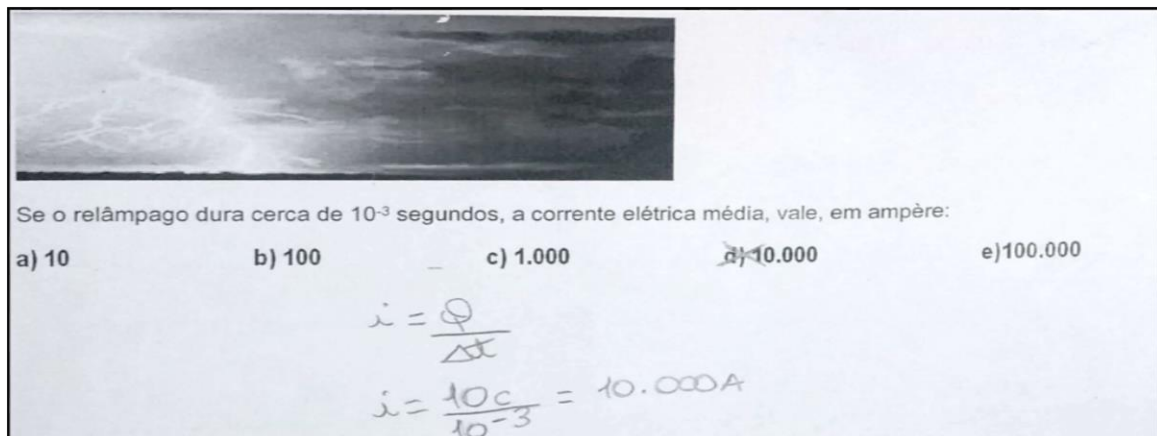 Se o relâmpago dura cerca de 10⁻³ segundos, a corrente elétrica média, vale, em ampère:
a) 10 b) 100 c) 1.000 d) 10.000 e)100.000
i = Q
Δt
i = 10c = 10.000A
10⁻³